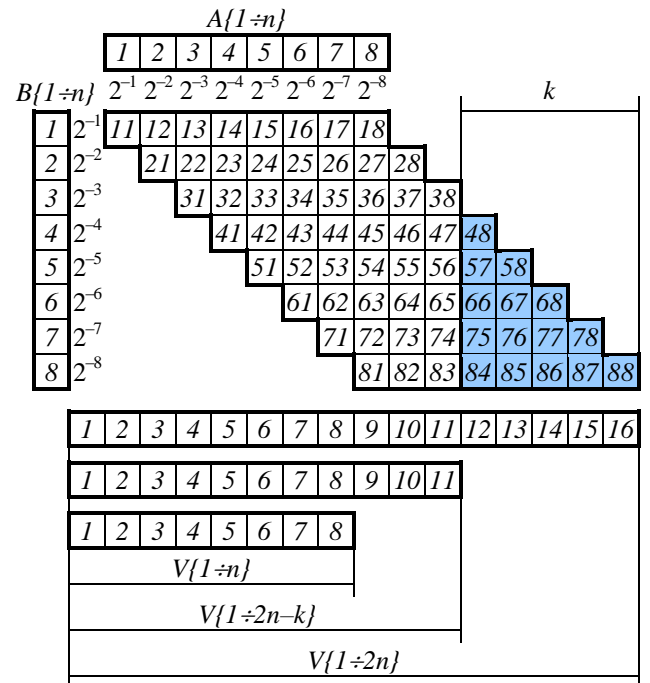 A{1÷n}
1 2 3 4 5 6 7 8
B{1÷n} 2⁻¹ 2⁻² 2⁻³ 2⁻⁴ 2⁻⁵ 2⁻⁶ 2⁻⁷ 2⁻⁸ k
1 2⁻¹ 11 12 13 14 15 16 17 18
2 2⁻² 21 22 23 24 25 26 27 28
3 2⁻³ 31 32 33 34 35 36 37 38
4 2⁻⁴ 41 42 43 44 45 46 47 48
5 2⁻⁵ 51 52 53 54 55 56 57 58
6 2⁻⁶ 61 62 63 64 65 66 67 68
7 2⁻⁷ 71 72 73 74 75 76 77 78
8 2⁻⁸ 81 82 83 84 85 86 87 88
1 2 3 4 5 6 7 8 9 10 11 12 13 14 15 16
1 2 3 4 5 6 7 8 9 10 11
1 2 3 4 5 6 7 8
V{1÷n}
V{1÷2n–k}
V{1÷2n}